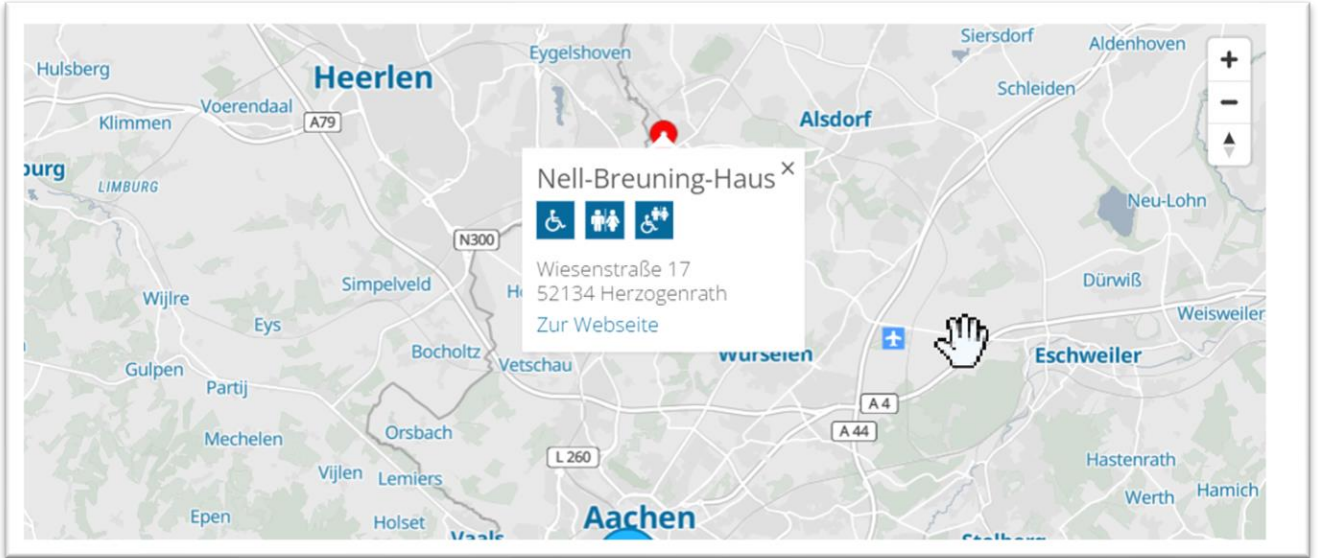 Siersdorf
Eygelshoven
Aldenhoven
Hulsberg
Heerlen
Schleiden
Voerendaal
Alsdorf
Klimmen
A79
burg
LIMBURG
Nell-Breuning-Haus
×
Neu-Lohn
N300
Wiesenstraße 17
52134 Herzogenrath
Zur Webseite
Simpelveld
Dürwiß
Wijlre
Weisweiler
Eys
Bocholtz
Würselen
Eschweiler
Vetschau
Gulpen
Partij
A 4
Orsbach
A 44
Mechelen
L 260
Hastenrath
Vijlen
Lemiers
Werth
Hamich
Epen
Holset
Aachen
Vaals
Stolberg